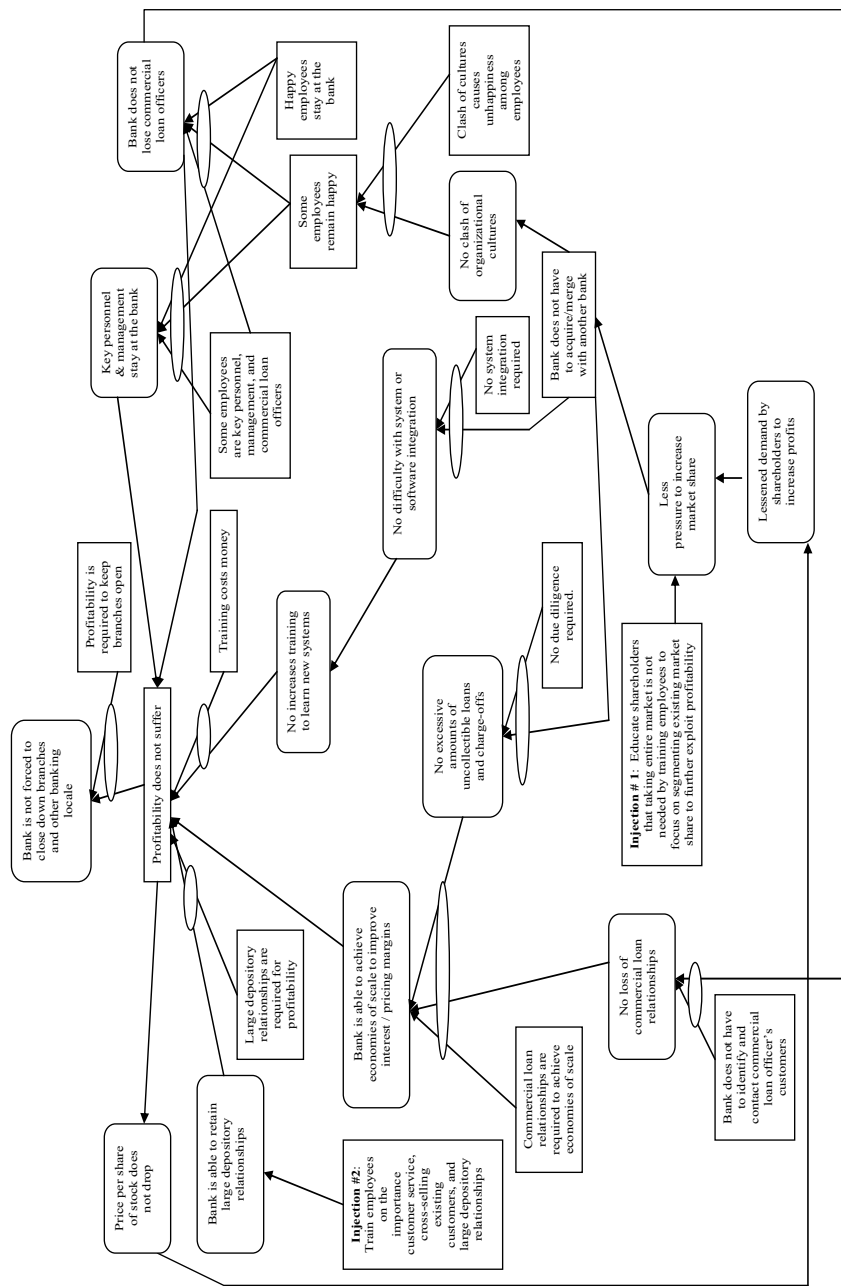 Price per share
of stock does
not drop
Bank is not forced to
close down branches
and other banking
locale
Profitability is
required to keep
branches open
Key personnel
& management
stay at the bank
Bank does not
lose commercial
loan officers
Bank is able to retain
large depository
relationships
Large depository
relationships are
required for
profitability
Profitability does not suffer
Training costs money
Some employees
are key personnel,
management, and
commercial loan
officers
Happy
employees
stay at the
bank
Injection #2:
Train employees
on the
importance
customer service,
cross-selling
existing
customers, and
large depository
relationships
Bank is able to achieve
economies of scale to improve
interest / pricing margins
No increases training
to learn new systems
Some
employees
remain happy
Commercial loan
relationships are
required to achieve
economies of scale
No excessive
amounts of
uncollectible loans
and charge-offs
No difficulty with system or
software integration
No clash of
organizational
cultures
Clash of cultures
causes
unhappiness
among
employees
No due diligence
required.
No system
integration
required
No loss of
commercial loan
relationships
Bank does not have
to acquire/merge
with another bank
Bank does not have
to identify and
contact commercial
loan officer's
customers
Injection # 1: Educate shareholders
that taking entire market is not
needed by training employees to
focus on segmenting existing market
share to further exploit profitability
Less
pressure to increase
market share
Lessened demand by
shareholders to
increase profits